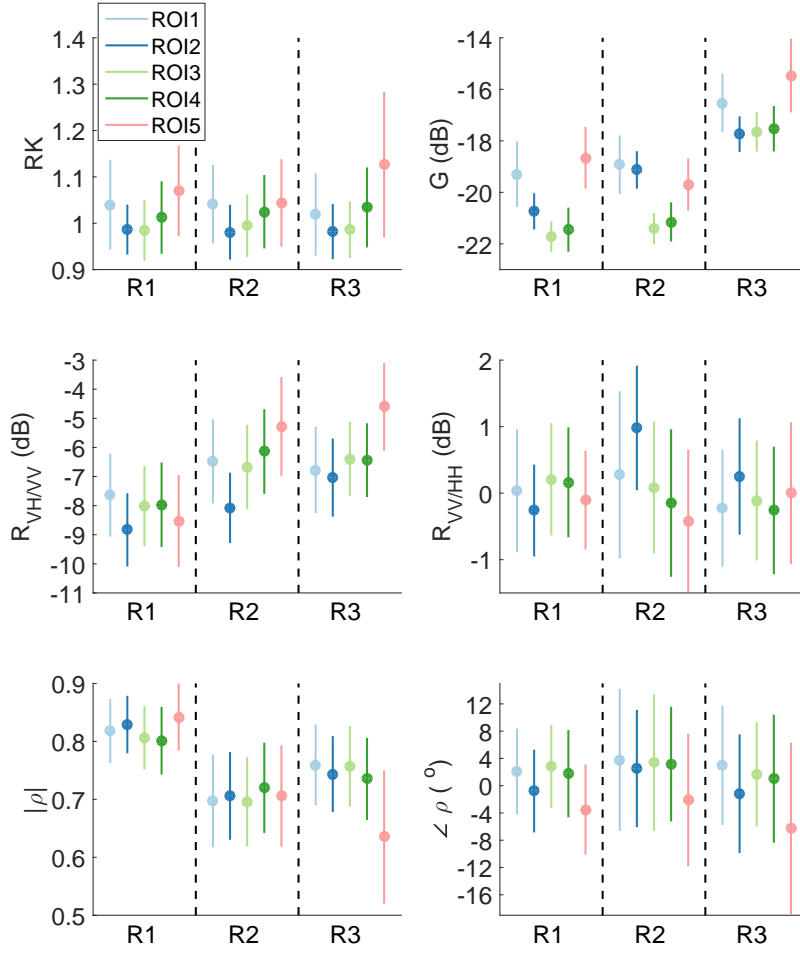 ROI1
ROI2
ROI3
ROI4
ROI5
1.4
1.3
1.2
1.1
1
0.9
RK
R1 R2 R3
-14
-16
-18
-20
-22
G (dB)
R1 R2 R3
-3
-4
-5
-6
-7
-8
-9
-10
-11
R_VH/VV (dB)
R1 R2 R3
2
1
0
-1
R_VV/HH (dB)
R1 R2 R3
0.9
0.8
0.7
0.6
0.5
|ρ|
R1 R2 R3
12
8
4
0
-4
-8
-12
-16
∠ ρ ( °)
R1 R2 R3